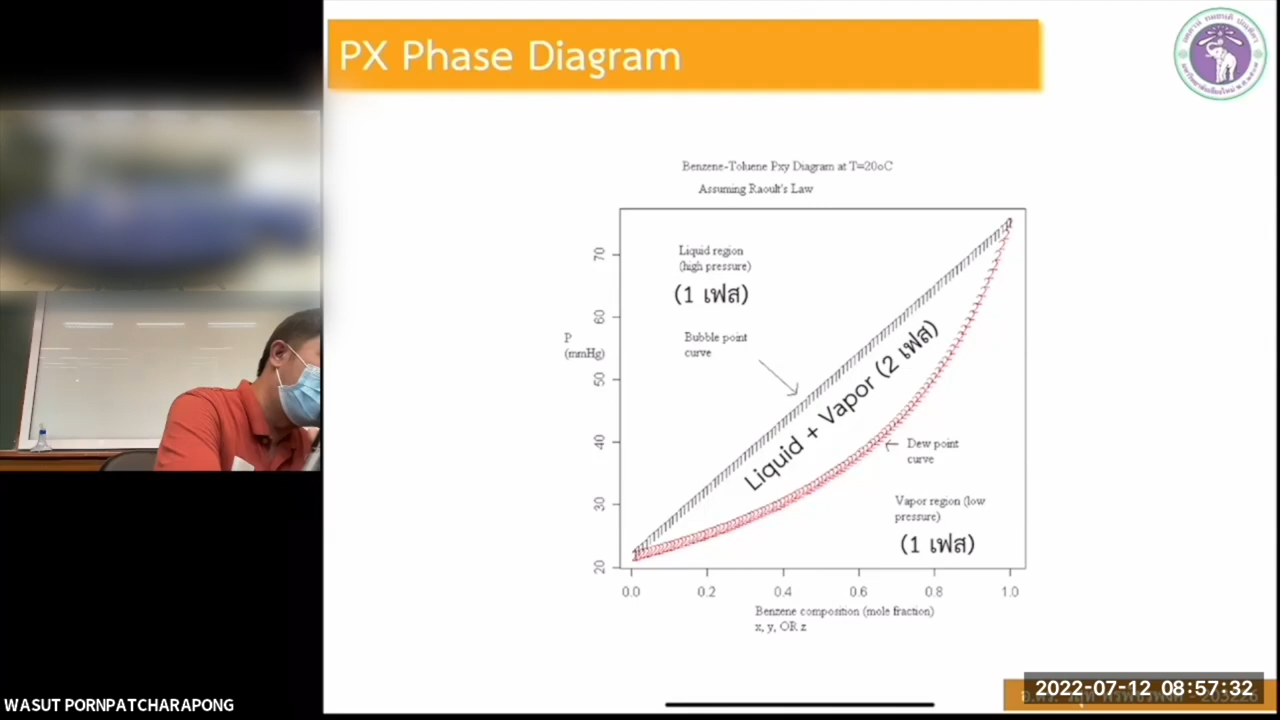 PX Phase Diagram
Benzene-Toluene Pxy Diagram at T=20oC
Assuming Raoult's Law
Liquid region
(high pressure)
(1 เฟส)
Bubble point
curve
Liquid + Vapor (2 เฟส)
Dew point
curve
Vapor region (low
pressure)
(1 เฟส)
P
(mmHg)
70
60
50
40
30
20
0.0 0.2 0.4 0.6 0.8 1.0
Benzene composition (mole fraction)
x, y, OR z
2022-07-12 08:57:32
WASUT PORNPATCHARAPONG